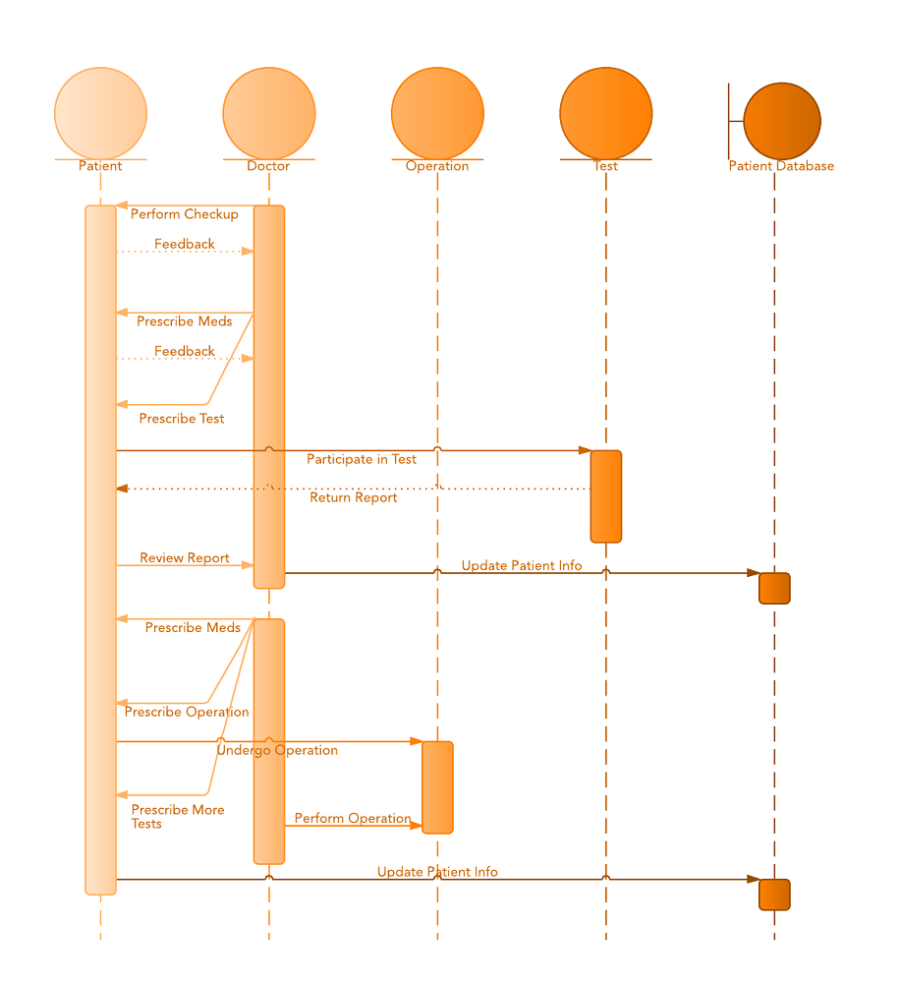 Patient
Doctor
Operation
Test
Patient Database
Perform Checkup
Feedback
Prescribe Meds
Feedback
Prescribe Test
Participate in Test
Return Report
Review Report
Update Patient Info
Prescribe Meds
Prescribe Operation
Undergo Operation
Prescribe More
Tests
Perform Operation
Update Patient Info